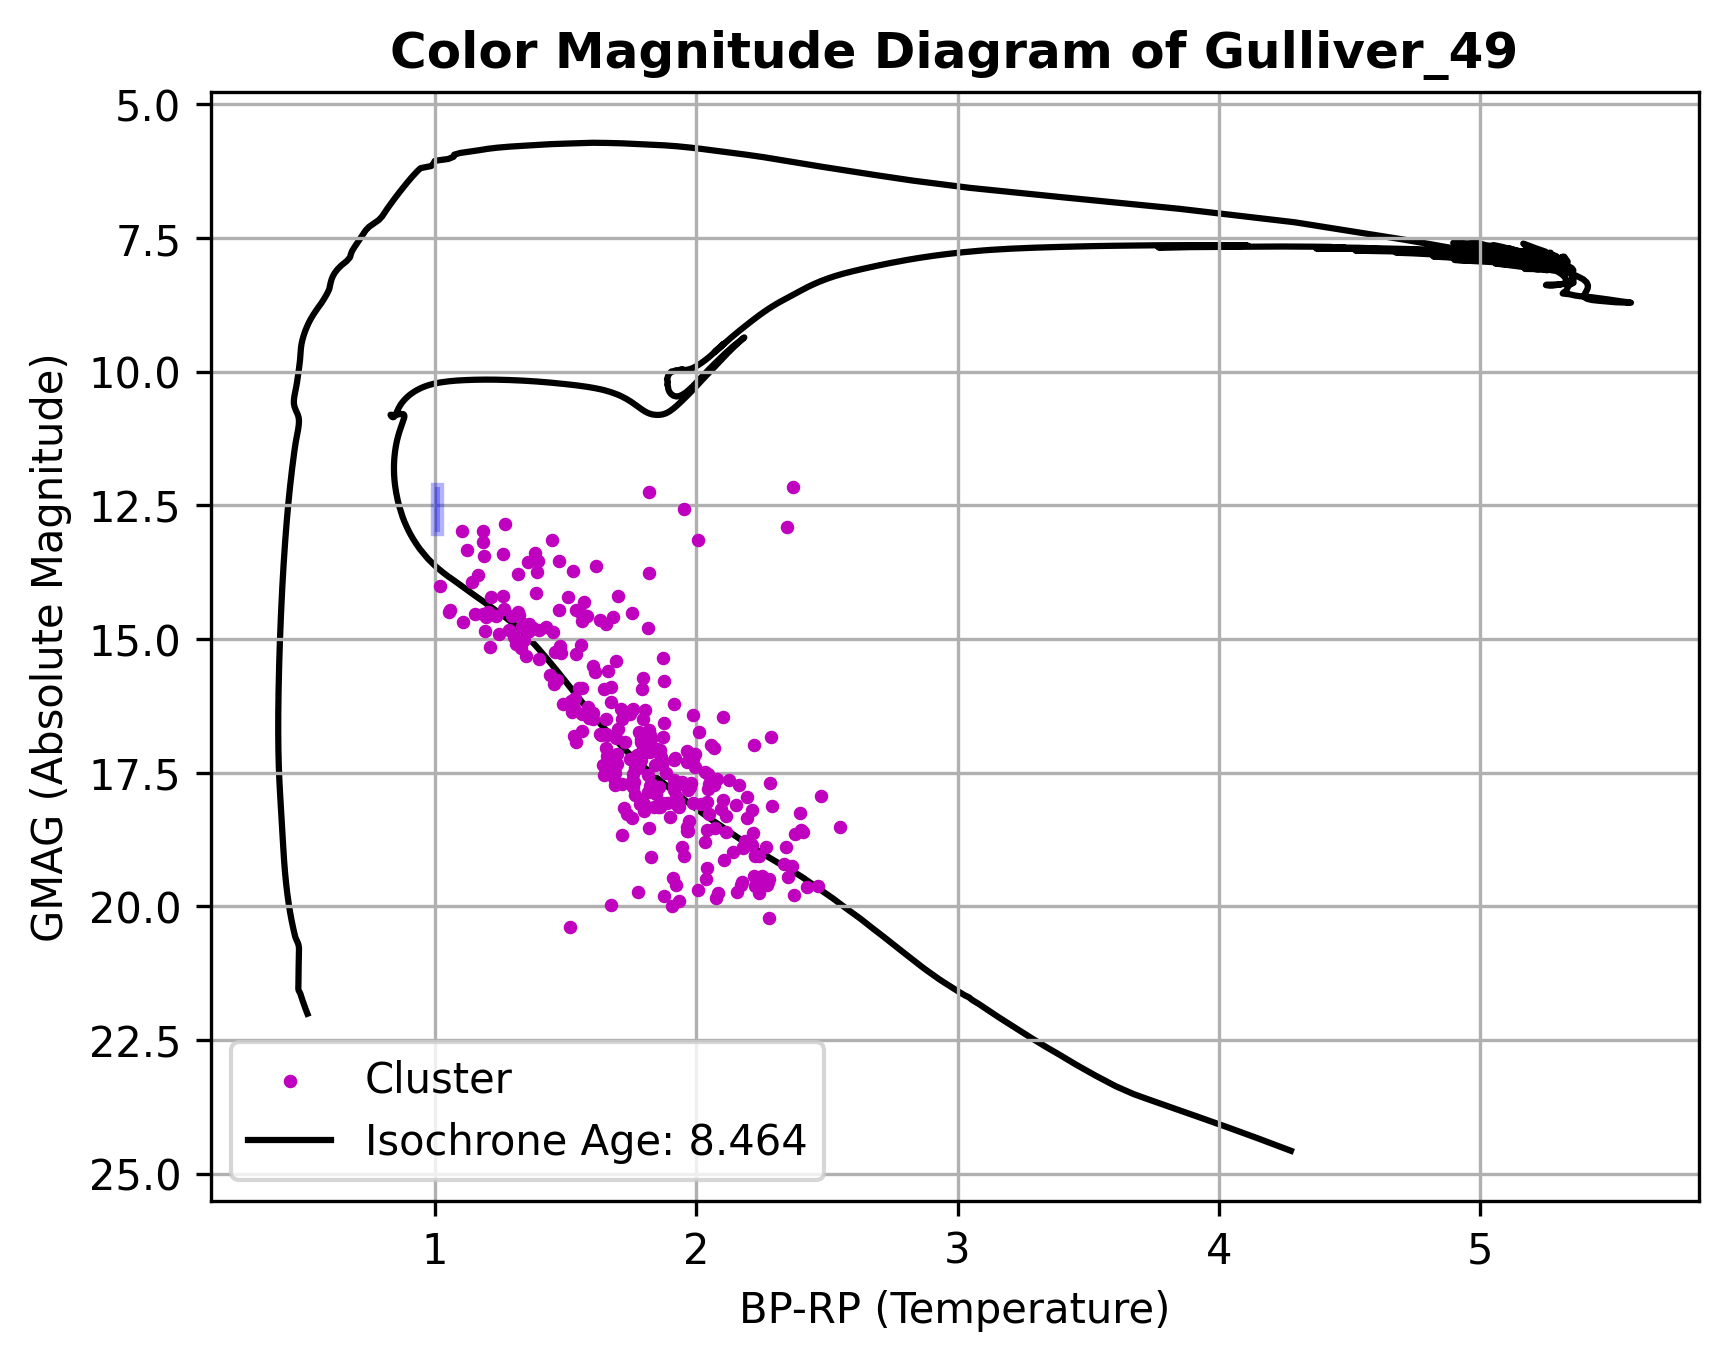 Color Magnitude Diagram of Gulliver_49
GMAG (Absolute Magnitude)
5.0
7.5
10.0
12.5
15.0
17.5
20.0
22.5
25.0
Cluster
Isochrone Age: 8.464
1 2 3 4 5
BP-RP (Temperature)